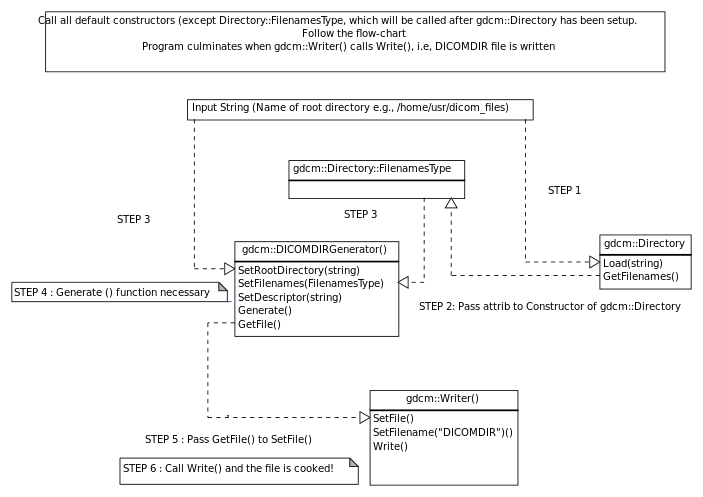 Call all default constructors (except Directory::FilenamesType, which will be called after gdcm::Directory has been setup.
Follow the flow-chart
Program culminates when gdcm::Writer() calls Write(), i.e, DICOMDIR file is written
Input String (Name of root directory e.g., /home/usr/dicom_files)
gdcm::Directory::FilenamesType
STEP 1
STEP 3
STEP 3
gdcm::Directory
Load(string)
GetFilenames()
gdcm::DICOMDIRGenerator()
SetRootDirectory(string)
SetFilenames(FilenamesType)
SetDescriptor(string)
Generate()
GetFile()
STEP 4 : Generate () function necessary
STEP 2: Pass attrib to Constructor of gdcm::Directory
gdcm::Writer()
SetFile()
SetFilename("DICOMDIR")()
Write()
STEP 5 : Pass GetFile() to SetFile()
STEP 6 : Call Write() and the file is cooked!